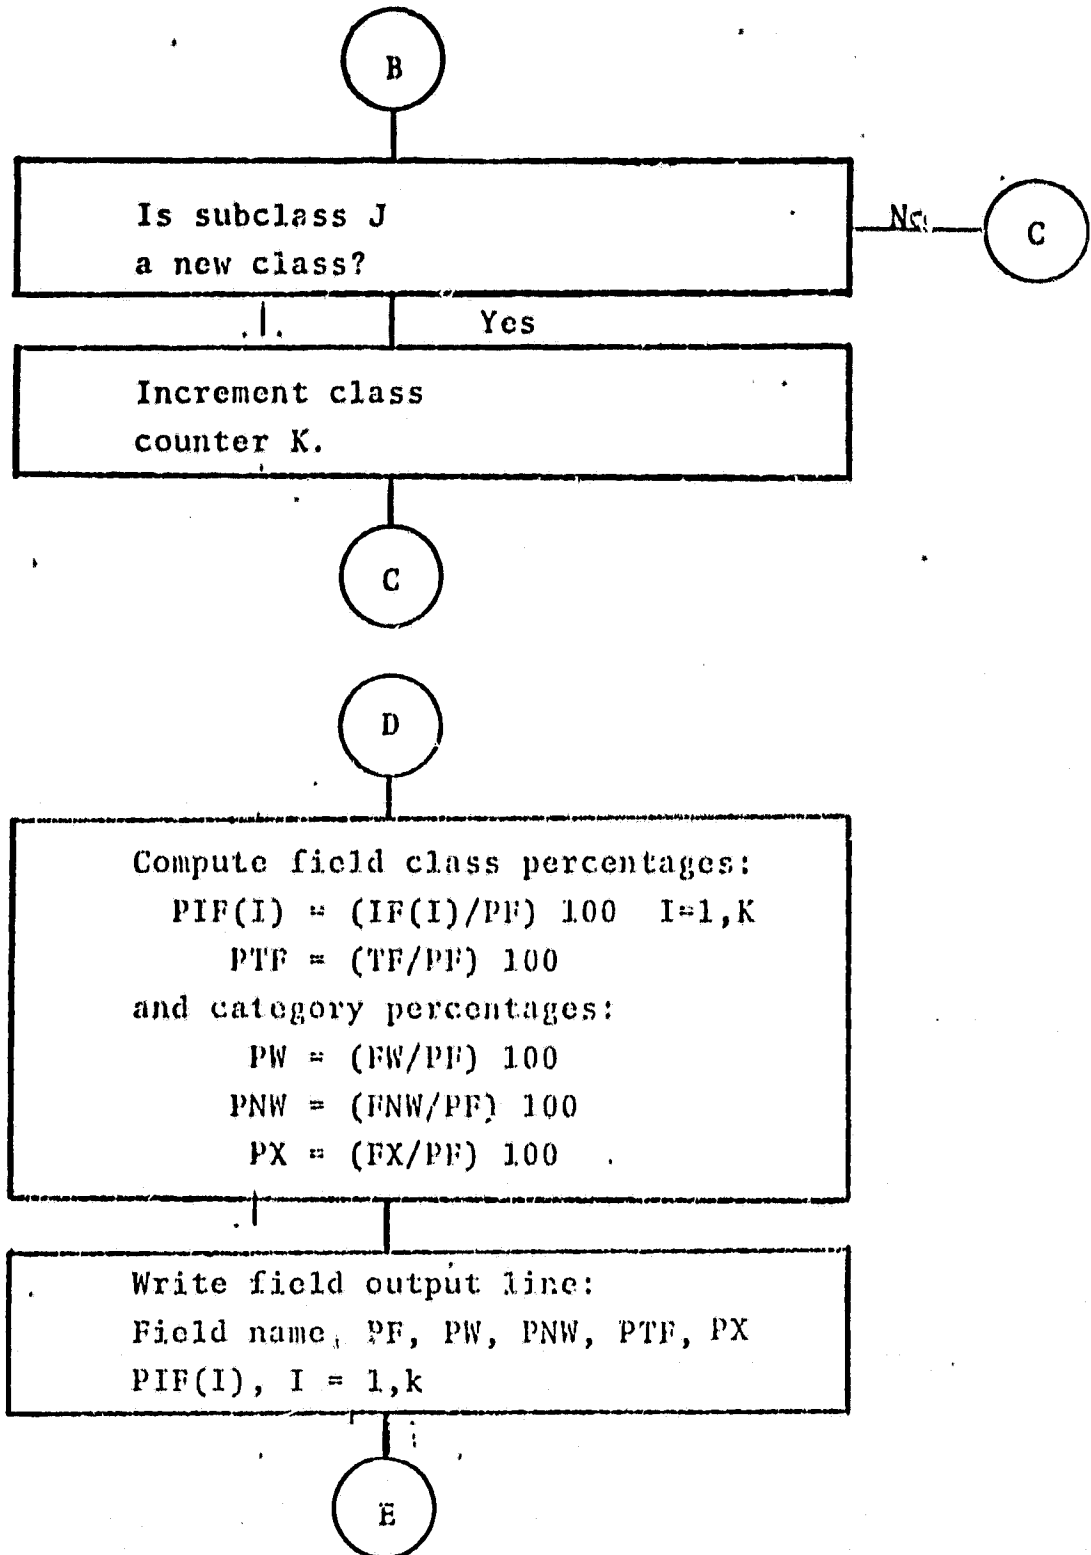 B
Is subclass J
a new class?
No
C
Yes
Increment class
counter K.
C
D
Compute field class percentages:
PIF(I) = (IF(I)/PF) 100 I=1,K
PTF = (TF/PF) 100
and category percentages:
PW = (FW/PF) 100
PNW = (FNW/PF) 100
PX = (FX/PF) 100
Write field output line:
Field name, PF, PW, PNW, PTF, PX
PIF(I), I = 1,k
E